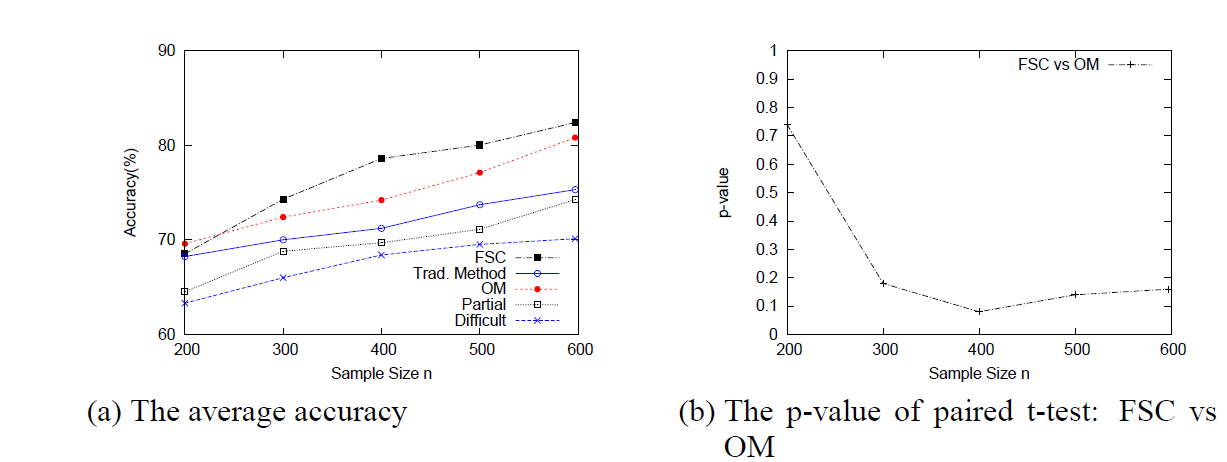 90
80
70
60
Accuracy(%)
FSC
Trad. Method
OM
Partial
Difficult
200 300 400 500 600
Sample Size n
(a) The average accuracy
1
0.9
0.8
0.7
0.6
0.5
0.4
0.3
0.2
0.1
0
p-value
FSC vs OM
200 300 400 500 600
Sample Size n
(b) The p-value of paired t-test: FSC vs
OM